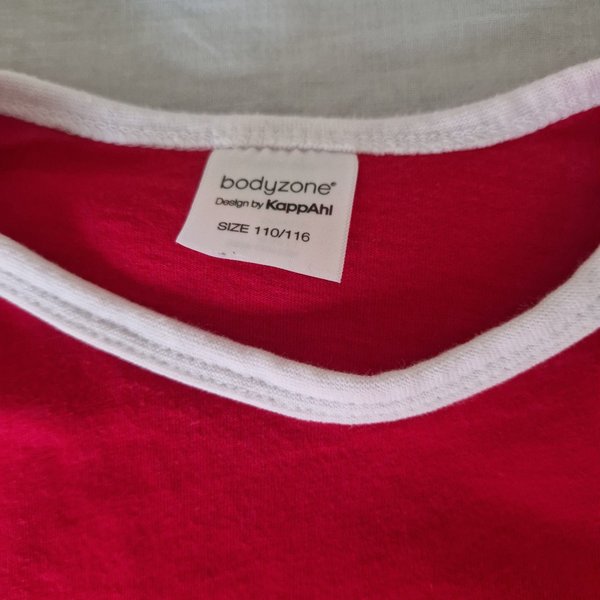 bodyzone®
Design by KappAhl
SIZE 110/116